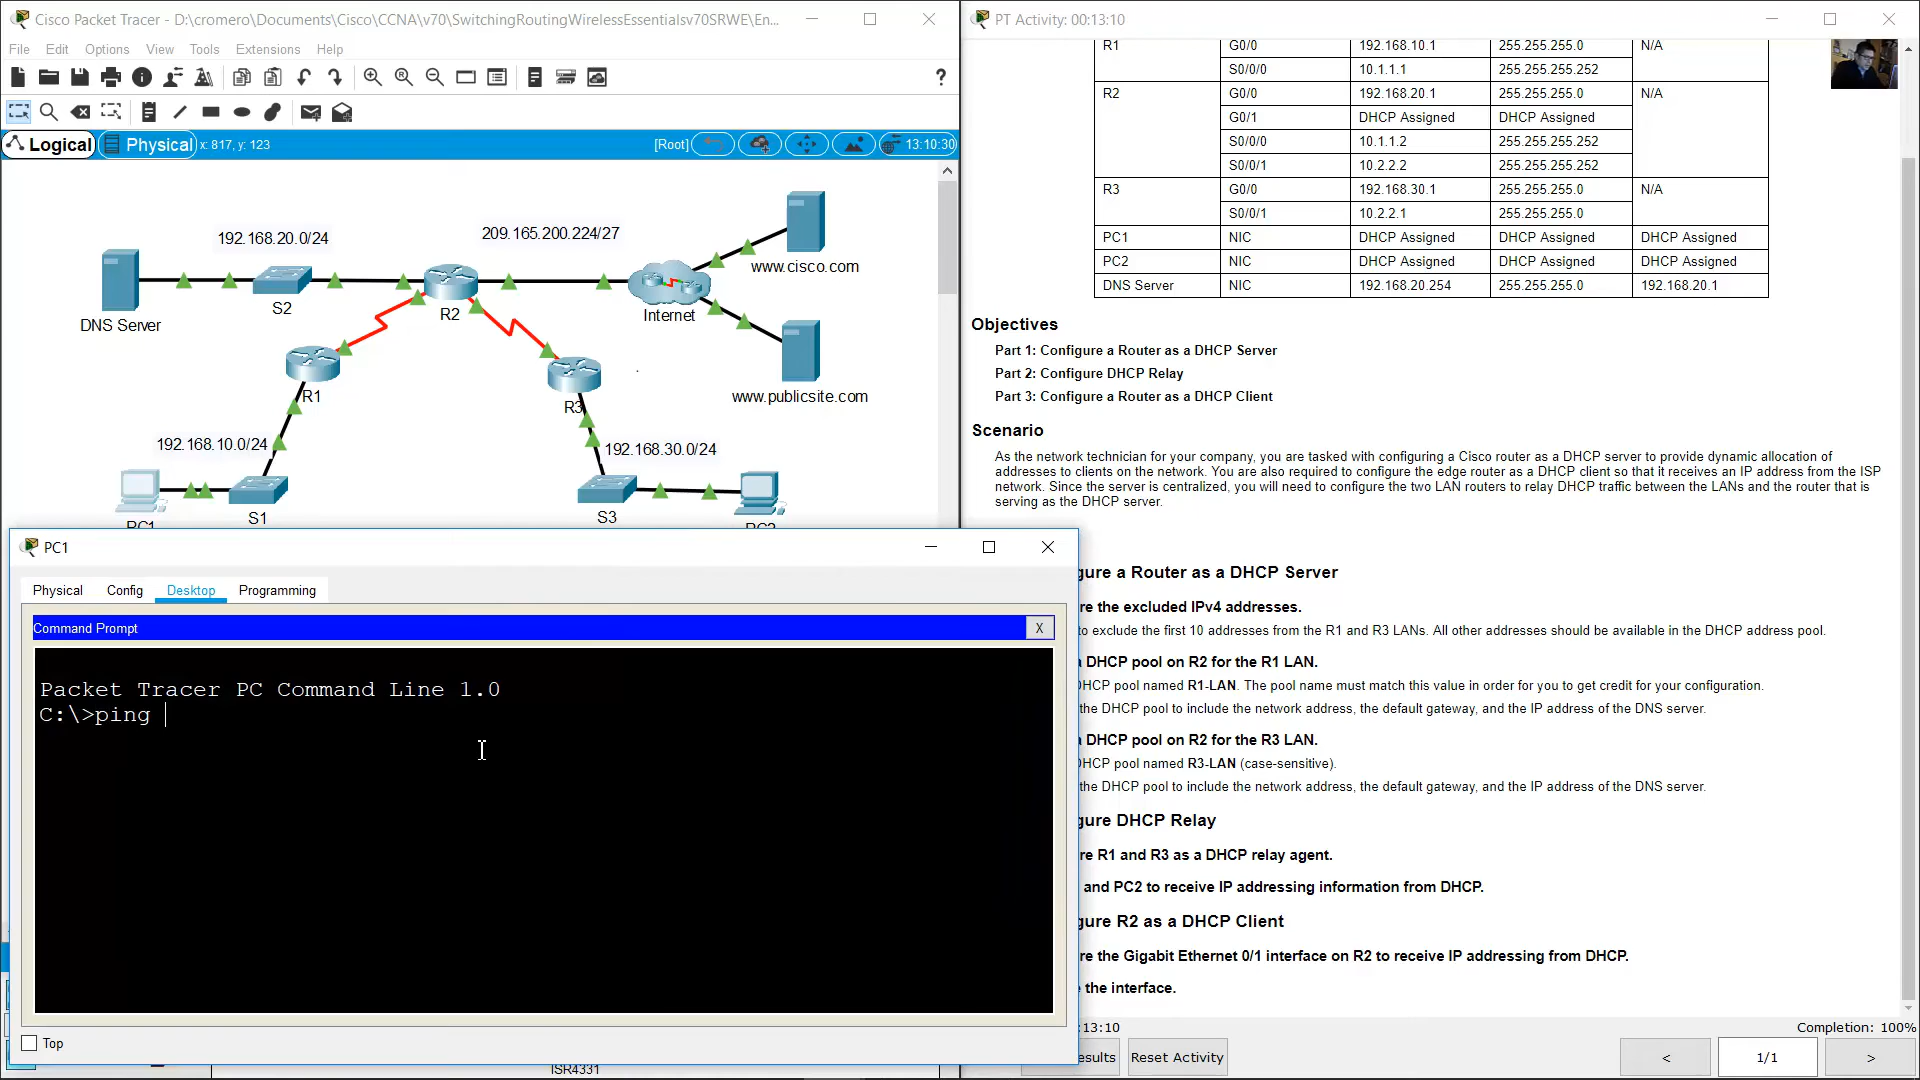 Cisco Packet Tracer - D:\cromero\Documents\Cisco\CCNA\v70\SwitchingRoutingWirelessEssentialsv70SRWE\En...
File Edit Options View Tools Extensions Help
?
Logical Physical x: 817, y: 123 [Root] 13:10:30
192.168.20.0/24
209.165.200.224/27
www.cisco.com
DNS Server
S2
R2
Internet
R1
R3
www.publicsite.com
192.168.10.0/24
192.168.30.0/24
S1
S3
PC1
Physical Config Desktop Programming
Command Prompt X
Packet Tracer PC Command Line 1.0
C:\>ping
Top
ISR4331
PT Activity: 00:13:10
R1 G0/0 192.168.10.1 255.255.255.0 N/A
S0/0/0 10.1.1.1 255.255.255.252
R2 G0/0 192.168.20.1 255.255.255.0 N/A
G0/1 DHCP Assigned DHCP Assigned
S0/0/0 10.1.1.2 255.255.255.252
S0/0/1 10.2.2.2 255.255.255.252
R3 G0/0 192.168.30.1 255.255.255.0 N/A
S0/0/1 10.2.2.1 255.255.255.0
PC1 NIC DHCP Assigned DHCP Assigned DHCP Assigned
PC2 NIC DHCP Assigned DHCP Assigned DHCP Assigned
DNS Server NIC 192.168.20.254 255.255.255.0 192.168.20.1
Objectives
Part 1: Configure a Router as a DHCP Server
Part 2: Configure DHCP Relay
Part 3: Configure a Router as a DHCP Client
Scenario
As the network technician for your company, you are tasked with configuring a Cisco router as a DHCP server to provide dynamic allocation of
addresses to clients on the network. You are also required to configure the edge router as a DHCP client so that it receives an IP address from the ISP
network. Since the server is centralized, you will need to configure the two LAN routers to relay DHCP traffic between the LANs and the router that is
serving as the DHCP server.
gure a Router as a DHCP Server
re the excluded IPv4 addresses.
to exclude the first 10 addresses from the R1 and R3 LANs. All other addresses should be available in the DHCP address pool.
a DHCP pool on R2 for the R1 LAN.
DHCP pool named R1-LAN. The pool name must match this value in order for you to get credit for your configuration.
the DHCP pool to include the network address, the default gateway, and the IP address of the DNS server.
a DHCP pool on R2 for the R3 LAN.
DHCP pool named R3-LAN (case-sensitive).
the DHCP pool to include the network address, the default gateway, and the IP address of the DNS server.
gure DHCP Relay
re R1 and R3 as a DHCP relay agent.
and PC2 to receive IP addressing information from DHCP.
gure R2 as a DHCP Client
re the Gigabit Ethernet 0/1 interface on R2 to receive IP addressing from DHCP.
e the interface.
:13:10 Completion: 100%
esults Reset Activity < 1/1 >